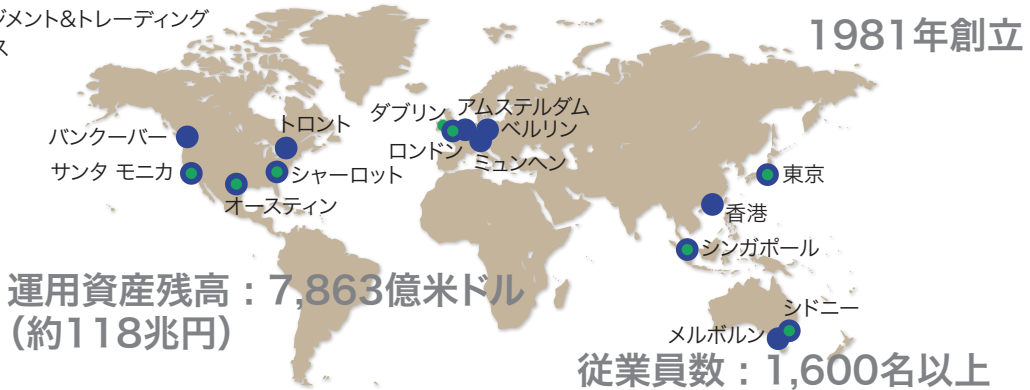 ジメント&トレーディング
ス
1981年創立
バンクーバー
トロント
サンタ モニカ
シャーロット
オースティン
ダブリン
アムステルダム
ベルリン
ロンドン
ミュンヘン
東京
香港
シンガポール
シドニー
メルボルン
運用資産残高：7,863億米ドル
（約118兆円）
従業員数：1,600名以上